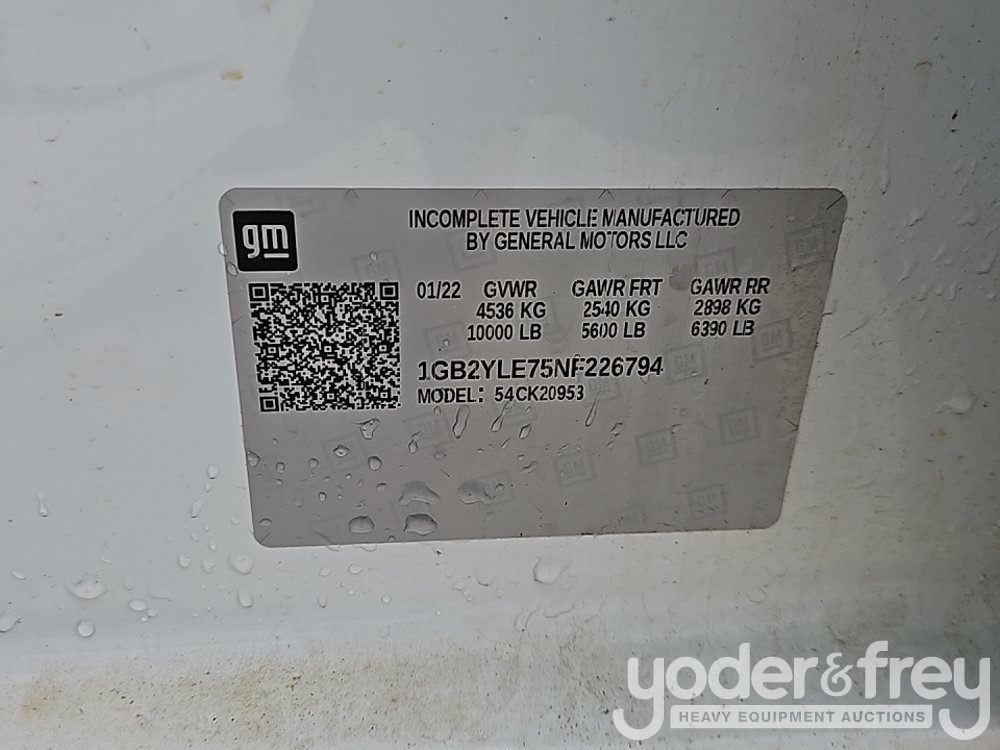 gm
INCOMPLETE VEHICLE MANUFACTURED
BY GENERAL MOTORS LLC
01/22 GVWR GAWR FRT GAWR RR
4536 KG 2540 KG 2898 KG
10000 LB 5600 LB 6390 LB
1GB2YLE75NF226794
MODEL: 54CK20953
yoder&frey
HEAVY EQUIPMENT AUCTIONS